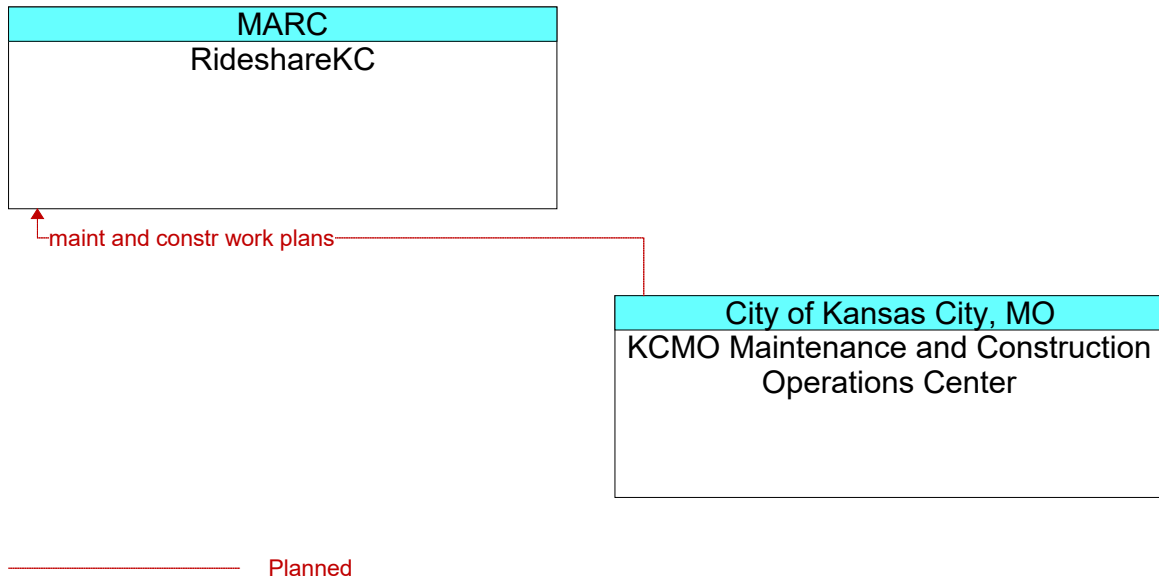 MARC
RideshareKC
maint and constr work plans
City of Kansas City, MO
KCMO Maintenance and Construction
Operations Center
Planned